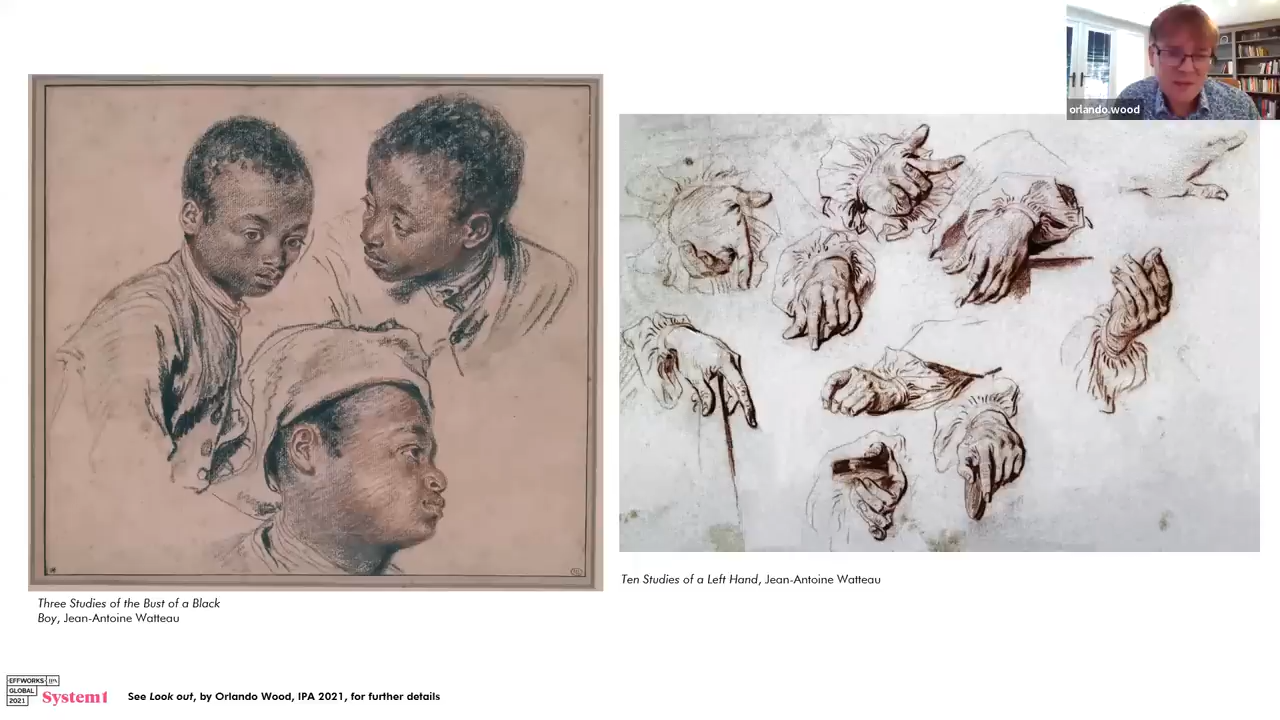 orlando.wood
Ten Studies of a Left Hand, Jean-Antoine Watteau
Three Studies of the Bust of a Black
Boy, Jean-Antoine Watteau
EFFWORKS IPA
GLOBAL
2021
System1
See Look out, by Orlando Wood, IPA 2021, for further details